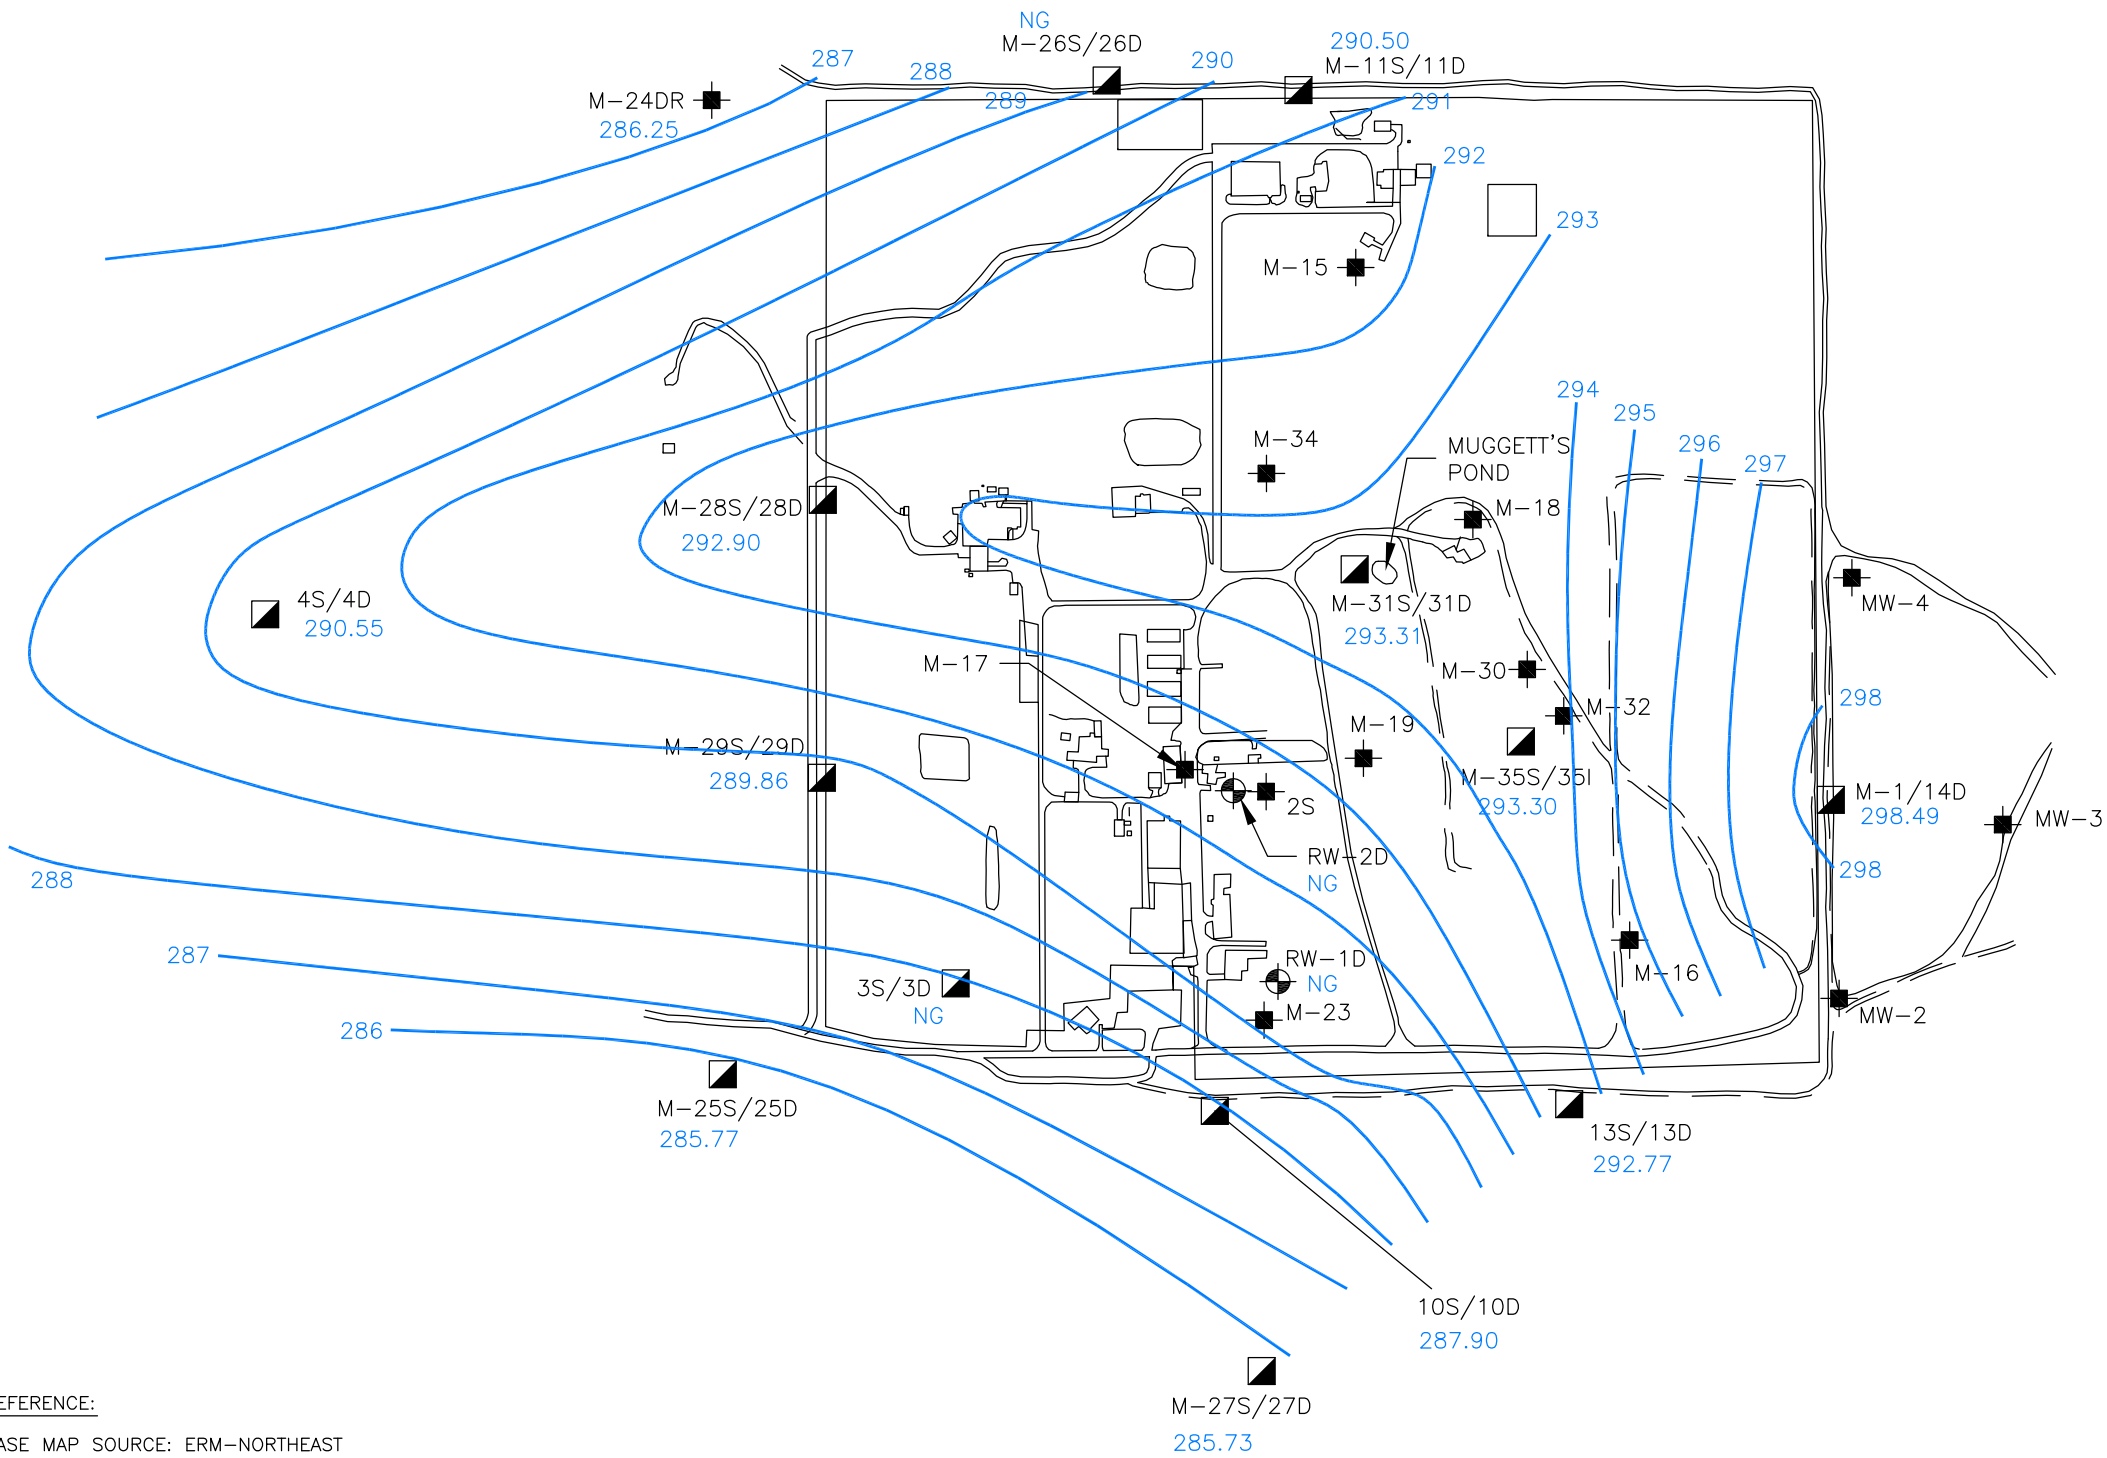 NG
M-26S/26D
290.50
M-11S/11D
287
288
290
289
291
M-24DR
286.25
292
293
M-15
294
295
296
297
M-34
MUGGETT'S
POND
M-28S/28D
292.90
M-18
4S/4D
290.55
M-31S/31D
293.31
MW-4
M-17
M-30
298
M-32
M-19
M-29S/29D
289.86
M-35S/35I
293.30
2S
M-1/14D
298.49
MW-3
RW-2D
NG
288
298
287
RW-1D
NG
M-16
3S/3D
NG
M-23
MW-2
286
M-25S/25D
285.77
13S/13D
292.77
10S/10D
287.90
M-27S/27D
285.73
EFERENCE:
ASE MAP SOURCE: ERM-NORTHEAST